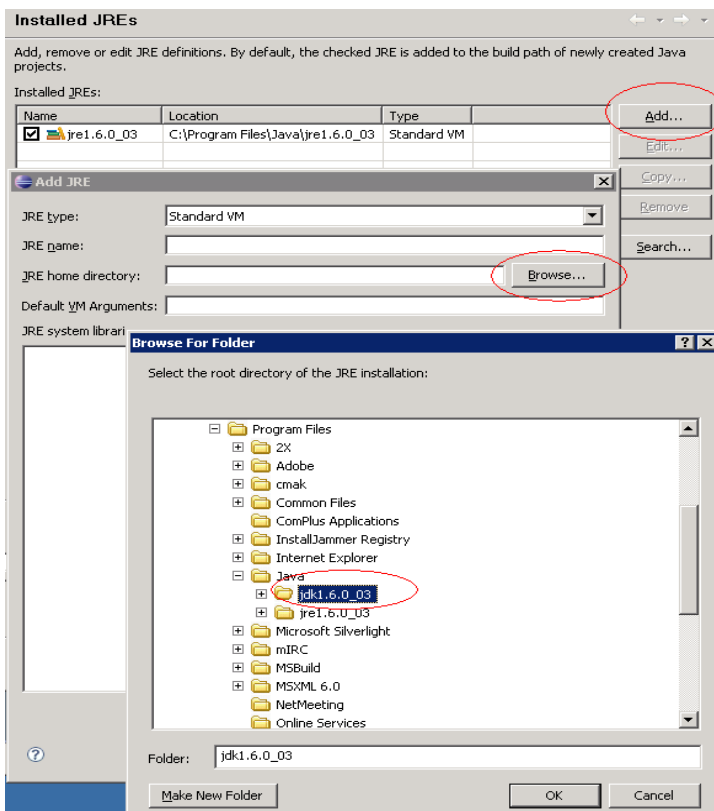 Installed JREs
Add, remove or edit JRE definitions. By default, the checked JRE is added to the build path of newly created Java
projects.
Installed JREs:
Name Location Type
jre1.6.0_03 C:\Program Files\Java\jre1.6.0_03 Standard VM
Add...
Edit...
Copy...
Remove
Search...
Add JRE
JRE type: Standard VM
JRE name:
JRE home directory: Browse...
Default VM Arguments:
JRE system librari
Browse For Folder
Select the root directory of the JRE installation:
Program Files
2X
Adobe
cmak
Common Files
ComPlus Applications
InstallJammer Registry
Internet Explorer
Java
jdk1.6.0_03
jre1.6.0_03
Microsoft Silverlight
mIRC
MSBuild
MSXML 6.0
NetMeeting
Online Services
Folder: jdk1.6.0_03
Make New Folder OK Cancel